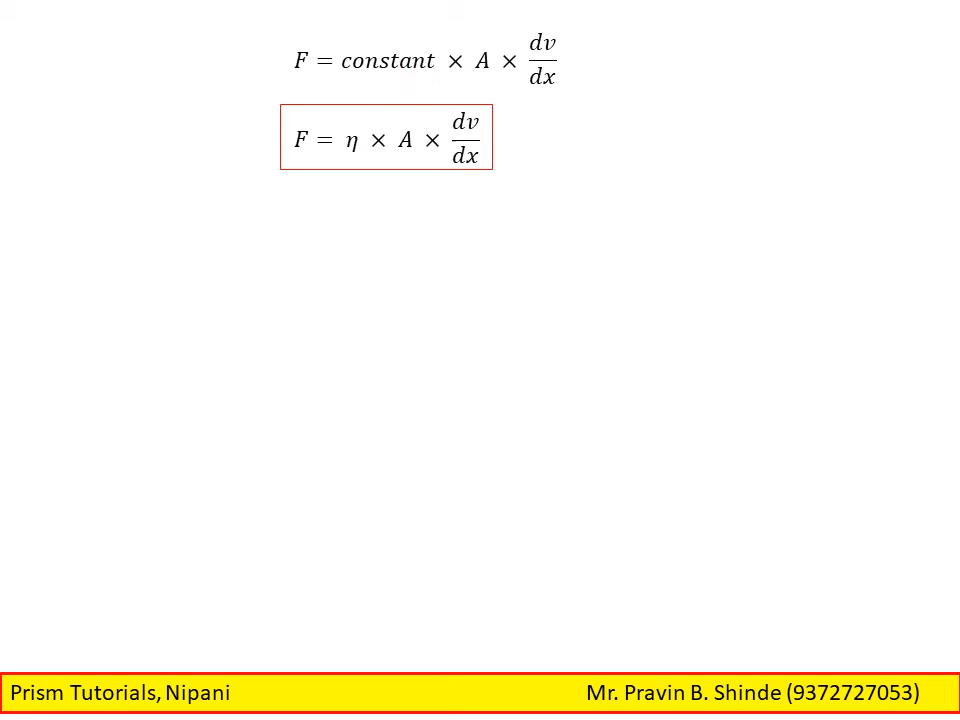 F = constant × A × dv/dx
F = η × A × dv/dx
Prism Tutorials, Nipani Mr. Pravin B. Shinde (9372727053)